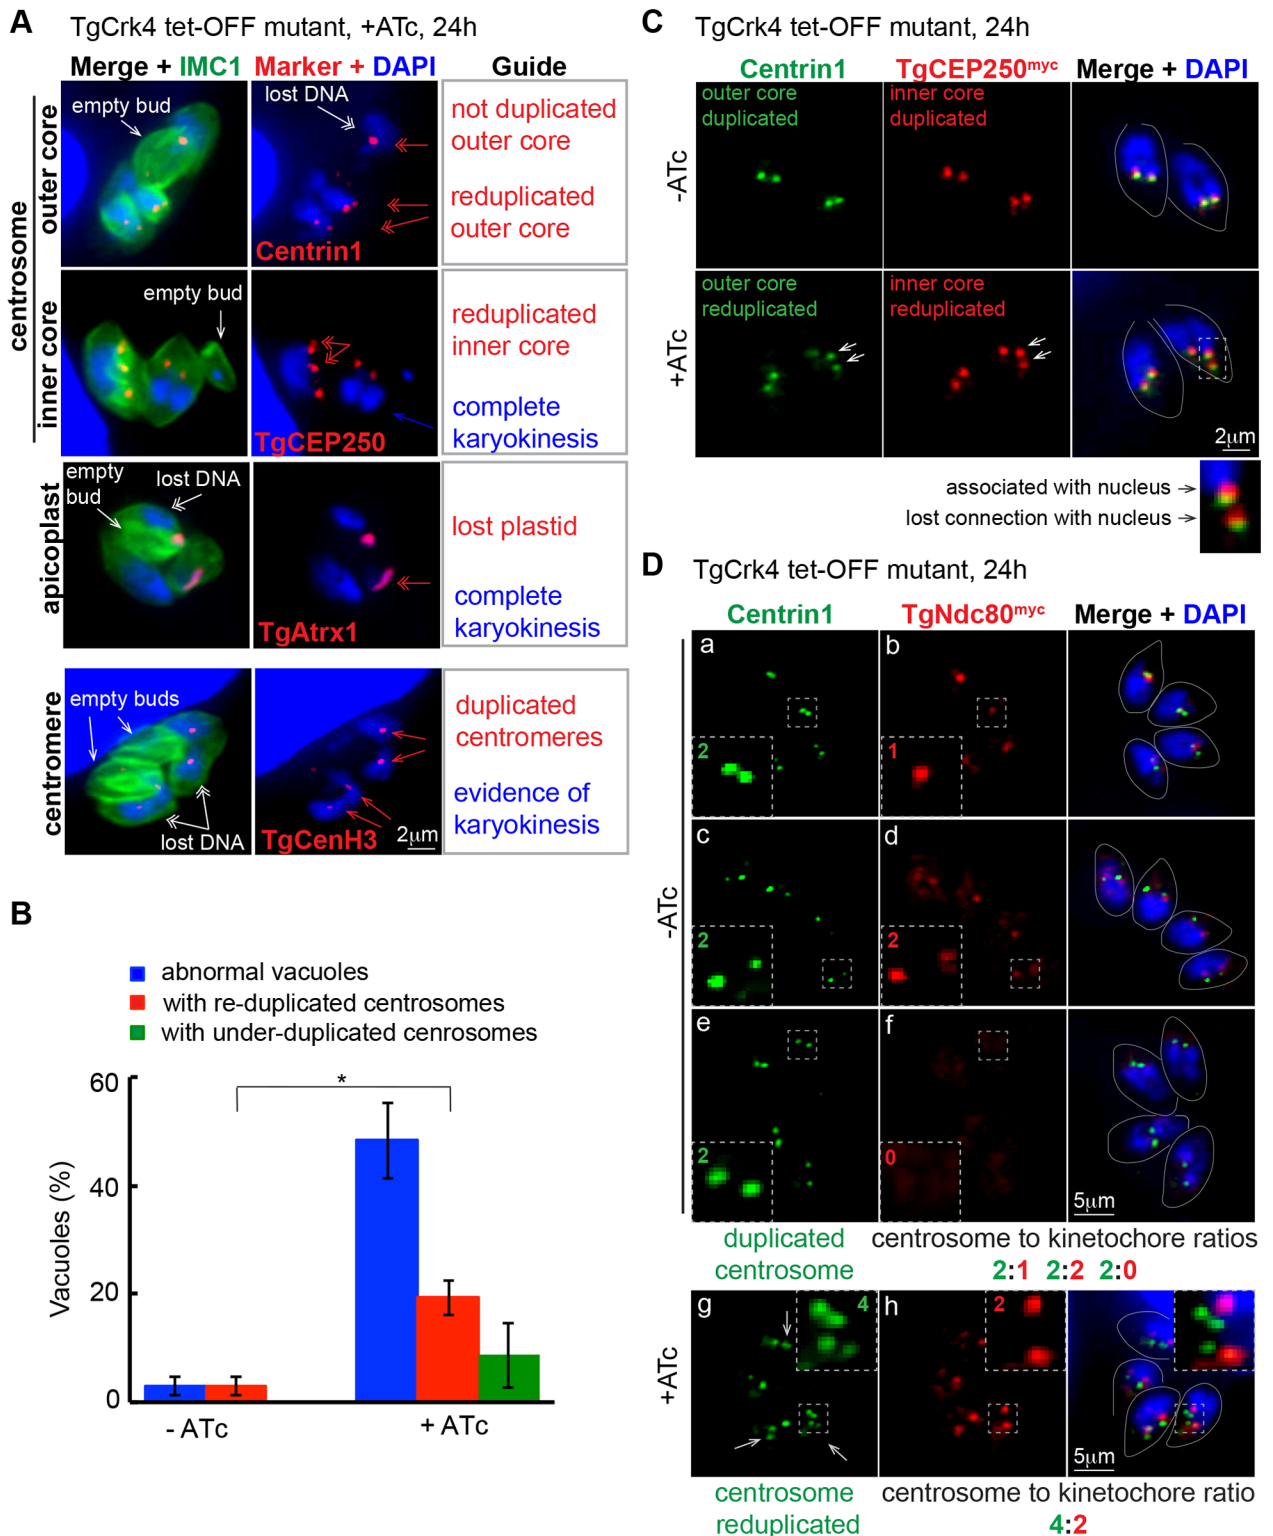 A
TgCrk4 tet-OFF mutant, +ATc, 24h
Merge + IMC1
Marker + DAPI
Guide
centrosome
outer core
empty bud
lost DNA
Centrin1
not duplicated
outer core
reduplicated
outer core
inner core
empty bud
TgCEP250
reduplicated
inner core
complete
karyokinesis
apicoplast
empty
bud
lost DNA
TgAtrx1
lost plastid
complete
karyokinesis
centromere
empty buds
lost DNA
TgCenH3
2μm
duplicated
centromeres
evidence of
karyokinesis
B
abnormal vacuoles
with re-duplicated centrosomes
with under-duplicated cenrosomes
Vacuoles (%)
60
40
20
0
*
- ATc
+ ATc
C
TgCrk4 tet-OFF mutant, 24h
Centrin1
TgCEP250myc
Merge + DAPI
-ATc
outer core
duplicated
inner core
duplicated
+ATc
outer core
reduplicated
inner core
reduplicated
2μm
associated with nucleus
lost connection with nucleus
D
TgCrk4 tet-OFF mutant, 24h
Centrin1
TgNdc80myc
Merge + DAPI
-ATc
a
2
b
1
c
2
d
2
e
2
f
0
5μm
duplicated
centrosome
centrosome to kinetochore ratios
2:1 2:2 2:0
+ATc
g
4
h
2
5μm
centrosome
reduplicated
centrosome to kinetochore ratio
4:2